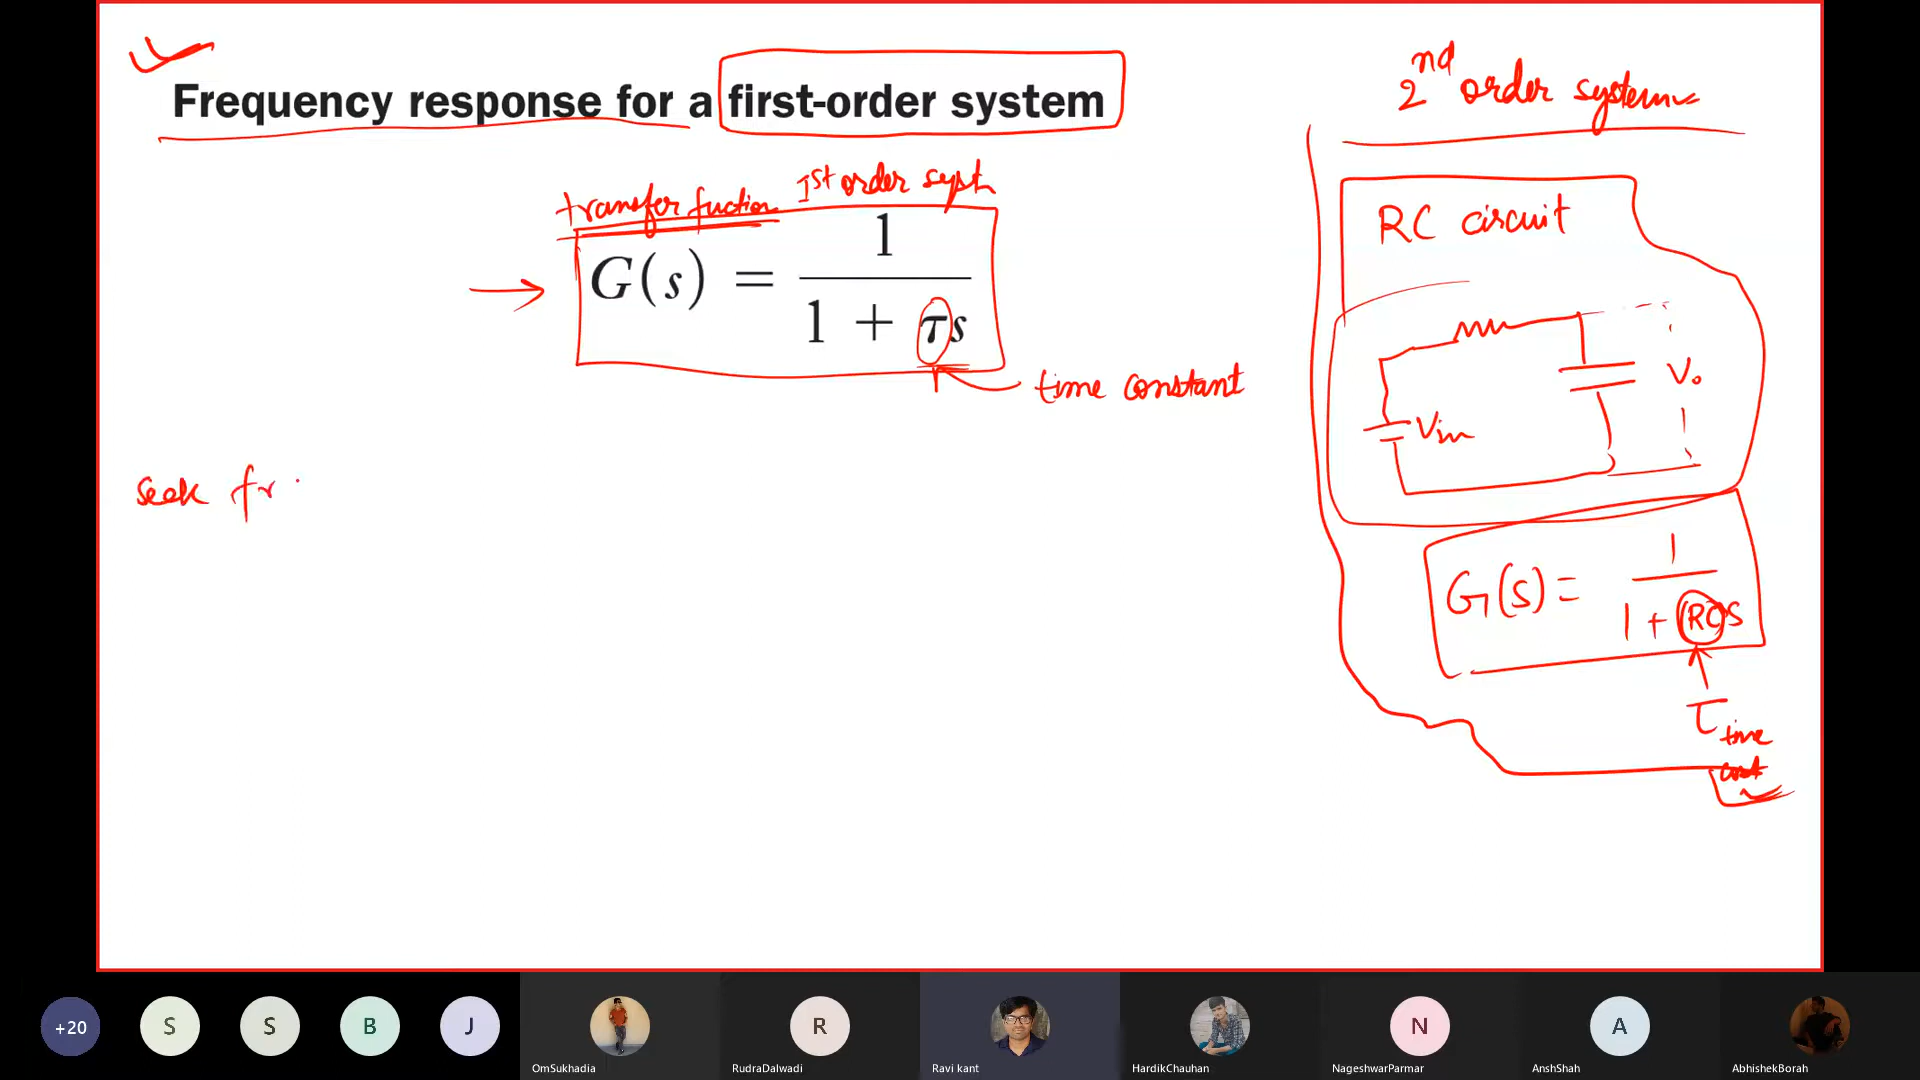 Frequency response for a first-order system
2nd order system
transfer fuction 1st order syst
G(s) = 1 / 1 + τs
time constant
RC circuit
Vin
Vo
G(s) = 1 / 1 + RCs
τ time
const
Seek fr
+20
S
S
B
J
R
N
A
OmSukhadia
RudraDalwadi
Ravi kant
HardikChauhan
NageshwarParmar
AnshShah
AbhishekBorah